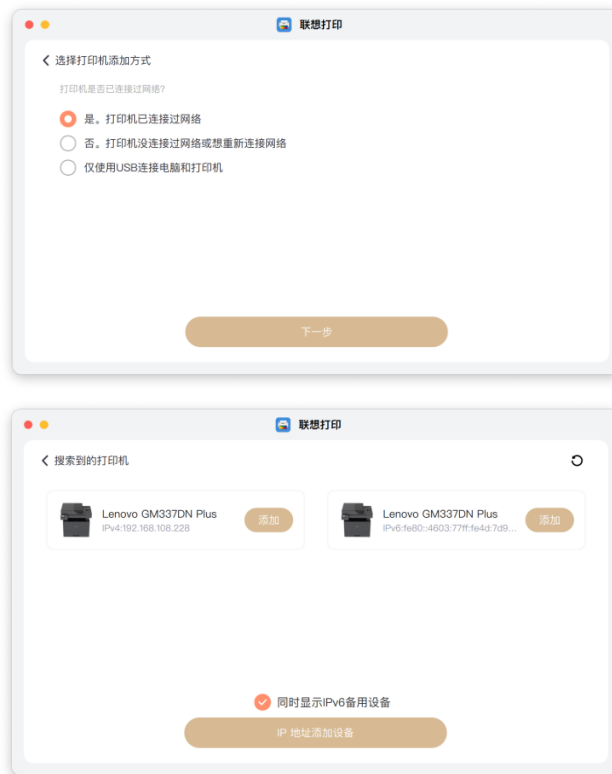 联想打印
选择打印机添加方式
打印机是否已连接过网络?
是。打印机已连接过网络
否。打印机没连接过网络或想重新连接网络
仅使用USB连接电脑和打印机
下一步
联想打印
搜索到的打印机
Lenovo GM337DN Plus
IPv4:192.168.108.228
添加
Lenovo GM337DN Plus
IPv6:fe80::4603:77ff:fe4d:7d9...
添加
同时显示IPv6备用设备
IP 地址添加设备